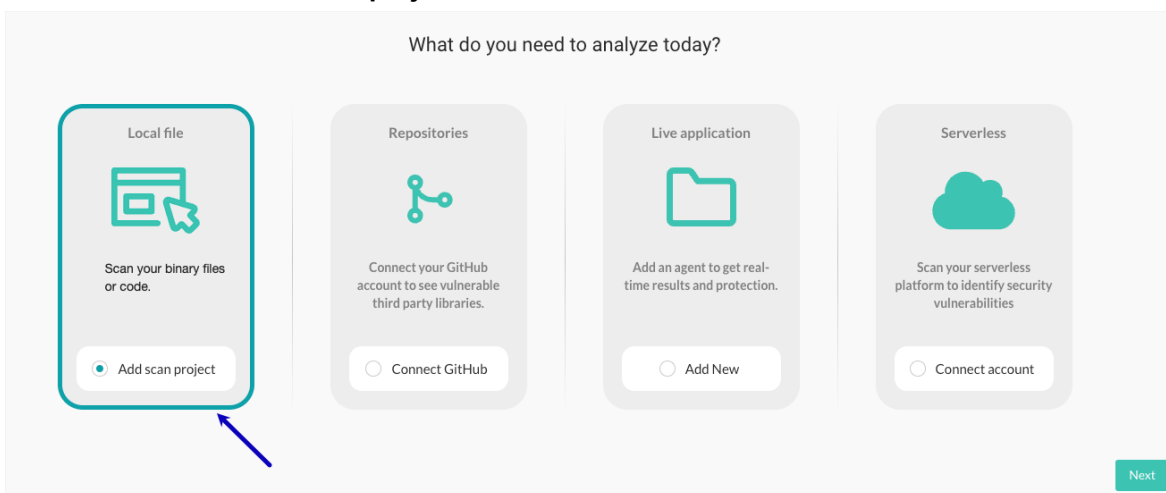 What do you need to analyze today?
Local file
Scan your binary files
or code.
Add scan project
Repositories
Connect your GitHub
account to see vulnerable
third party libraries.
Connect GitHub
Live application
Add an agent to get real-
time results and protection.
Add New
Serverless
Scan your serverless
platform to identify security
vulnerabilities
Connect account
Next